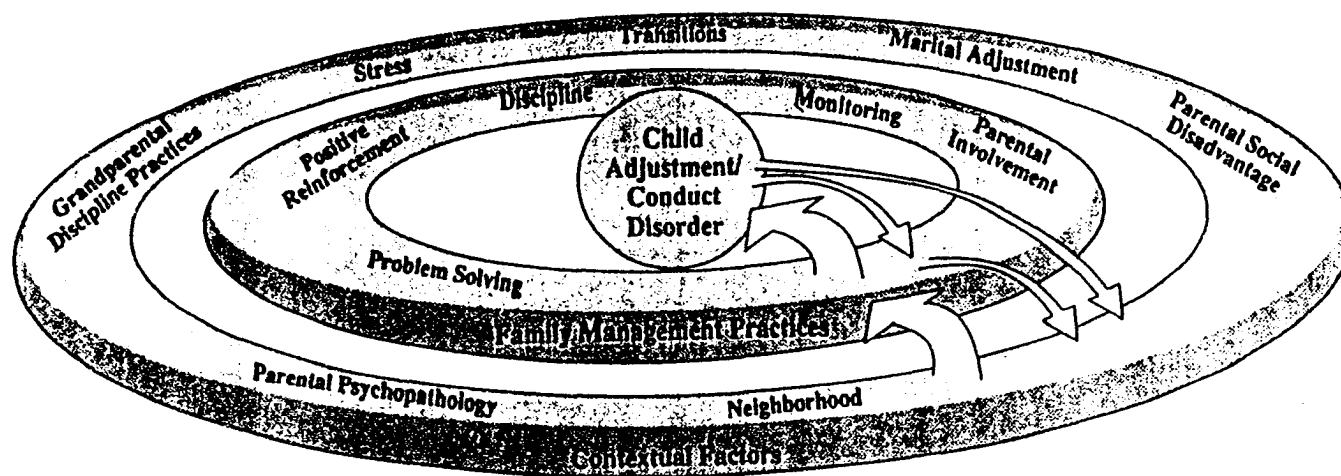 Transitions
Marital Adjustment
Stress
Parental Social
Disadvantage
Grandparental
Discipline Practices
Discipline
Monitoring
Positive
Reinforcement
Parental
Involvement
Child
Adjustment/
Conduct
Disorder
Problem Solving
Family Management Practices
Parental Psychopathology
Neighborhood
Contextual Factors